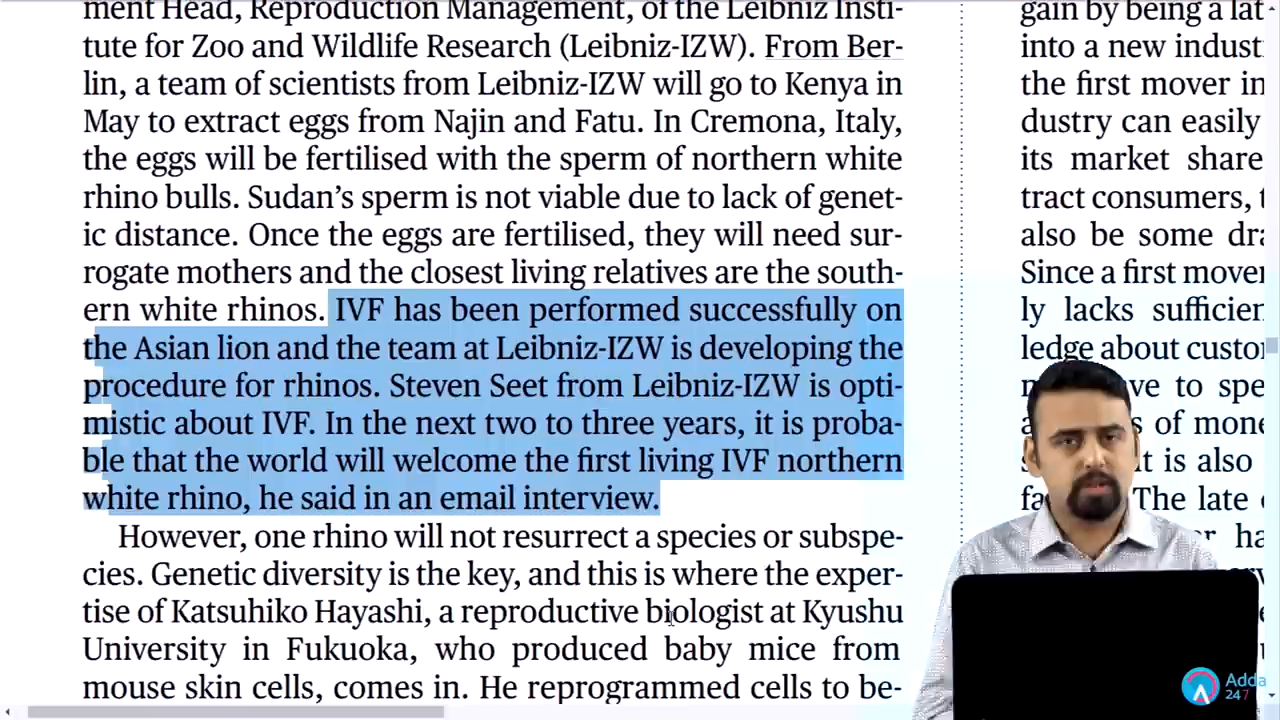 ment Head, Reproduction Management, of the Leibniz Insti-
tute for Zoo and Wildlife Research (Leibniz-IZW). From Ber-
lin, a team of scientists from Leibniz-IZW will go to Kenya in
May to extract eggs from Najin and Fatu. In Cremona, Italy,
the eggs will be fertilised with the sperm of northern white
rhino bulls. Sudan’s sperm is not viable due to lack of genet-
ic distance. Once the eggs are fertilised, they will need sur-
rogate mothers and the closest living relatives are the south-
ern white rhinos. IVF has been performed successfully on
the Asian lion and the team at Leibniz-IZW is developing the
procedure for rhinos. Steven Seet from Leibniz-IZW is opti-
mistic about IVF. In the next two to three years, it is proba-
ble that the world will welcome the first living IVF northern
white rhino, he said in an email interview.
However, one rhino will not resurrect a species or subspe-
cies. Genetic diversity is the key, and this is where the exper-
tise of Katsuhiko Hayashi, a reproductive biologist at Kyushu
University in Fukuoka, who produced baby mice from
mouse skin cells, comes in. He reprogrammed cells to be-
gain by being a lat
into a new indust
the first mover in
dustry can easily
its market share
tract consumers,
also be some dra
Since a first mover
ly lacks sufficien
ledge about custo
ve to spe
of mone
it is also
The late
Adda
247